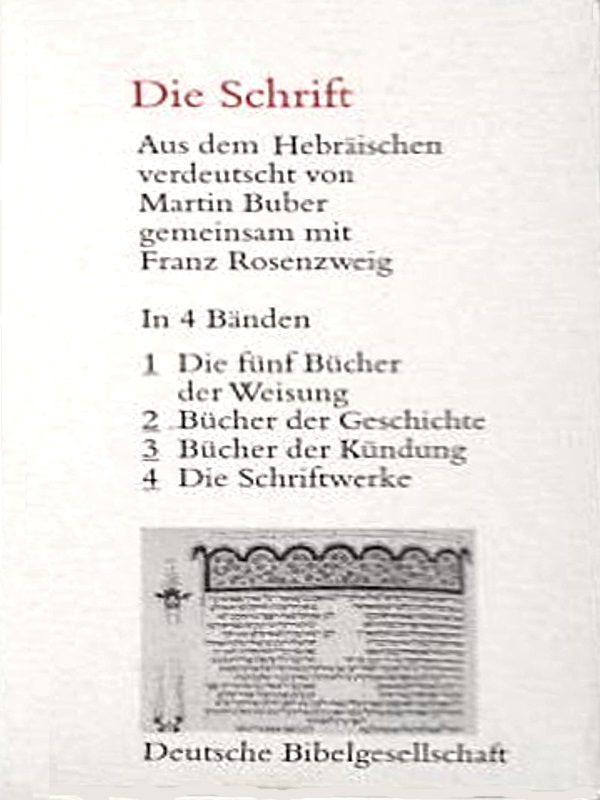 Die Schrift
Aus dem Hebräischen
verdeutscht von
Martin Buber
gemeinsam mit
Franz Rosenzweig
In 4 Bänden
1 Die fünf Bücher
der Weisung
2 Bücher der Geschichte
3 Bücher der Kündung
4 Die Schriftwerke
Deutsche Bibelgesellschaft